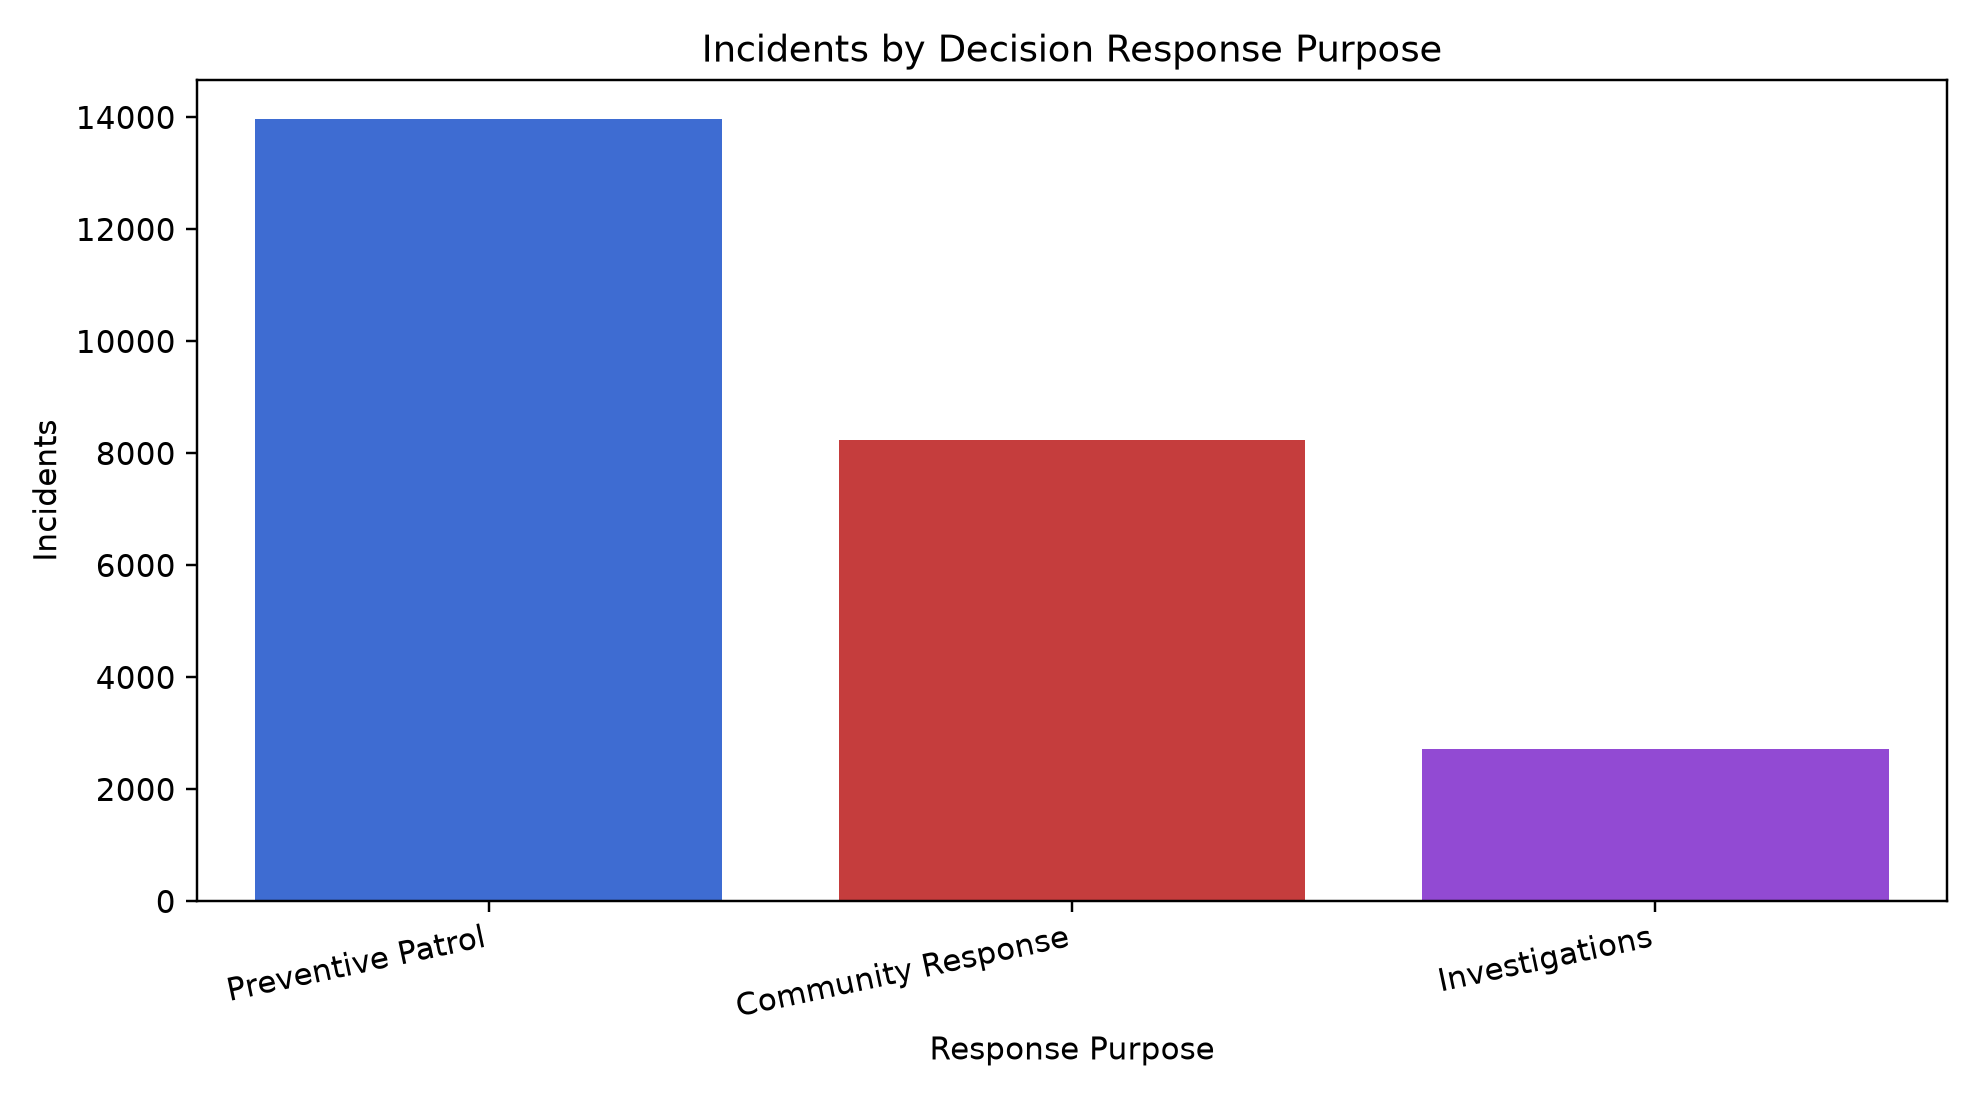 Incidents by Decision Response Purpose
14000
12000
10000
8000
6000
4000
2000
0
Incidents
Preventive Patrol
Community Response
Investigations
Response Purpose